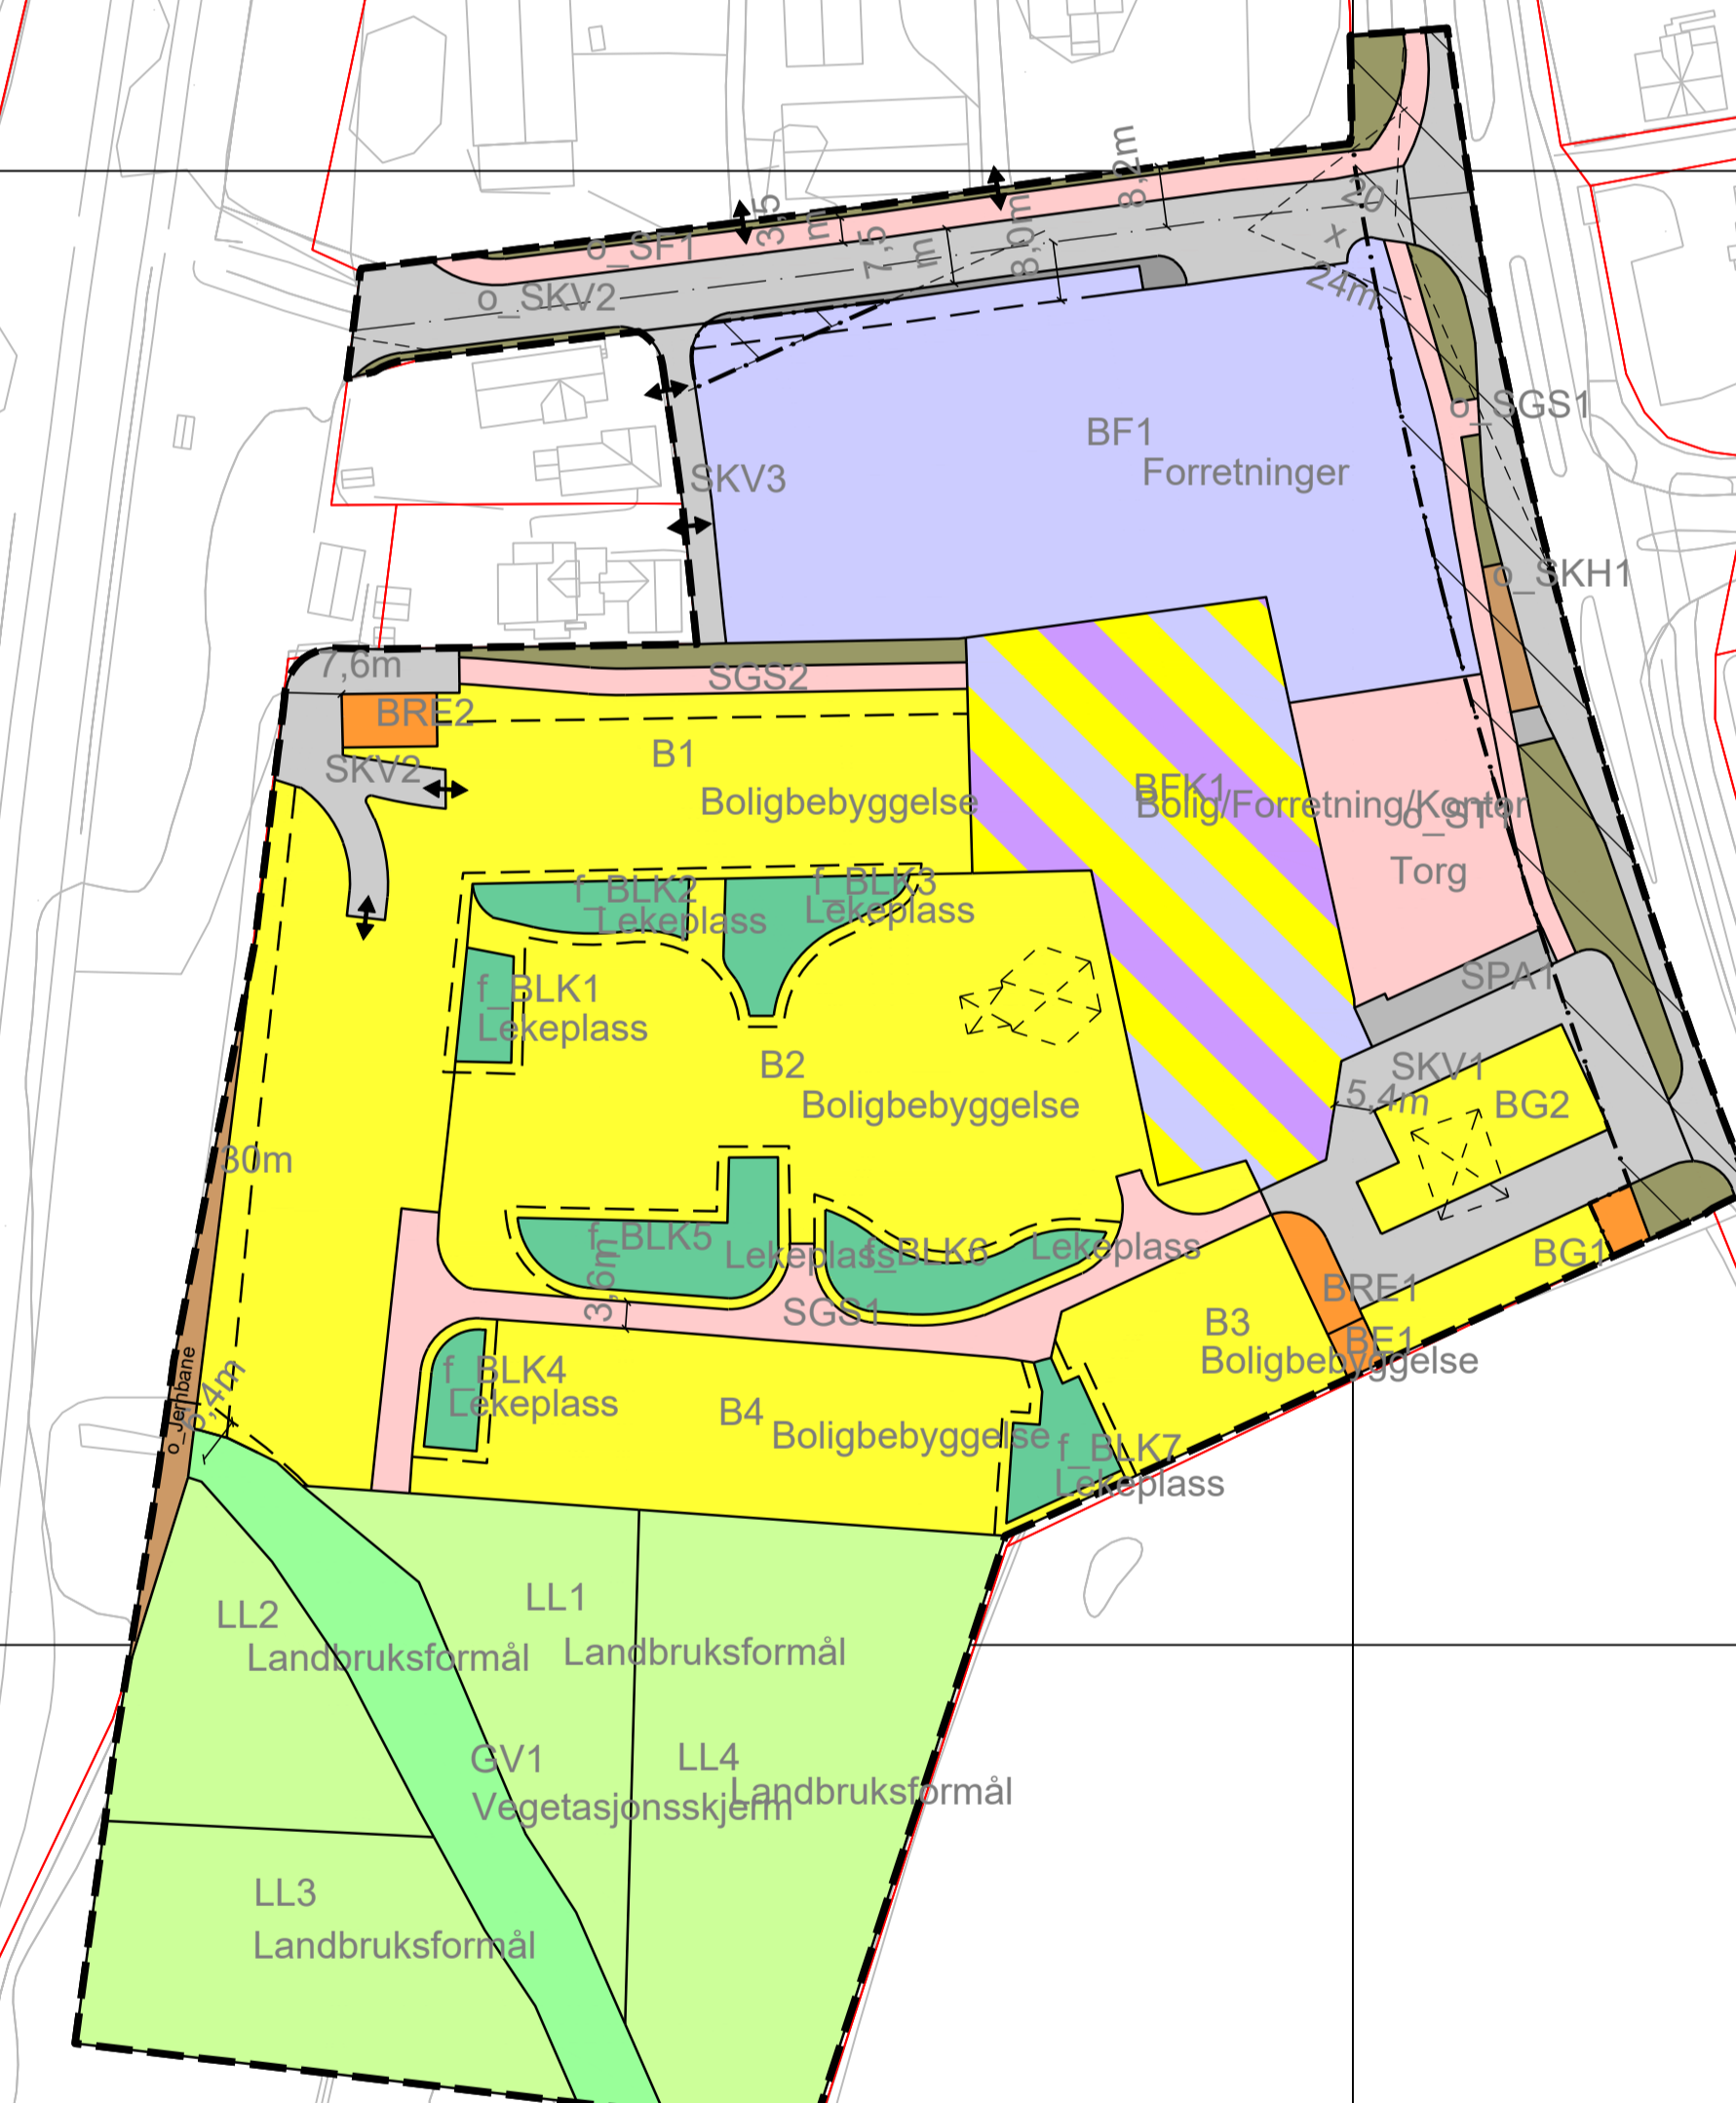 8,2m
3,5
m
20
x
7,5
m
8,0m
o_SF1
24m
o_SKV2
o_SGS1
BF1
Forretninger
SKV3
o_SKH1
7,6m
SGS2
BRE2
B1
SKV2
BFK1
Boligbebyggelse
Bolig/Forretning/Kontor
o_ST1
Torg
f_BLK2
Lekeplass
f_BLK3
Lekeplass
f_BLK1
Lekeplass
SPA1
B2
Boligbebyggelse
SKV1
5,4m
BG2
30m
f_BLK5
Lekeplass
f_BLK6
Lekeplass
BG1
3,6m
SGS1
BRE1
B3
BE1
Boligbebyggelse
o_Jernbane
6,4m
f_BLK4
Lekeplass
B4
Boligbebyggelse
f_BLK7
Lekeplass
LL1
Landbruksformål
LL2
Landbruksformål
GV1
Vegetasjonsskjerm
LL4
Landbruksformål
LL3
Landbruksformål